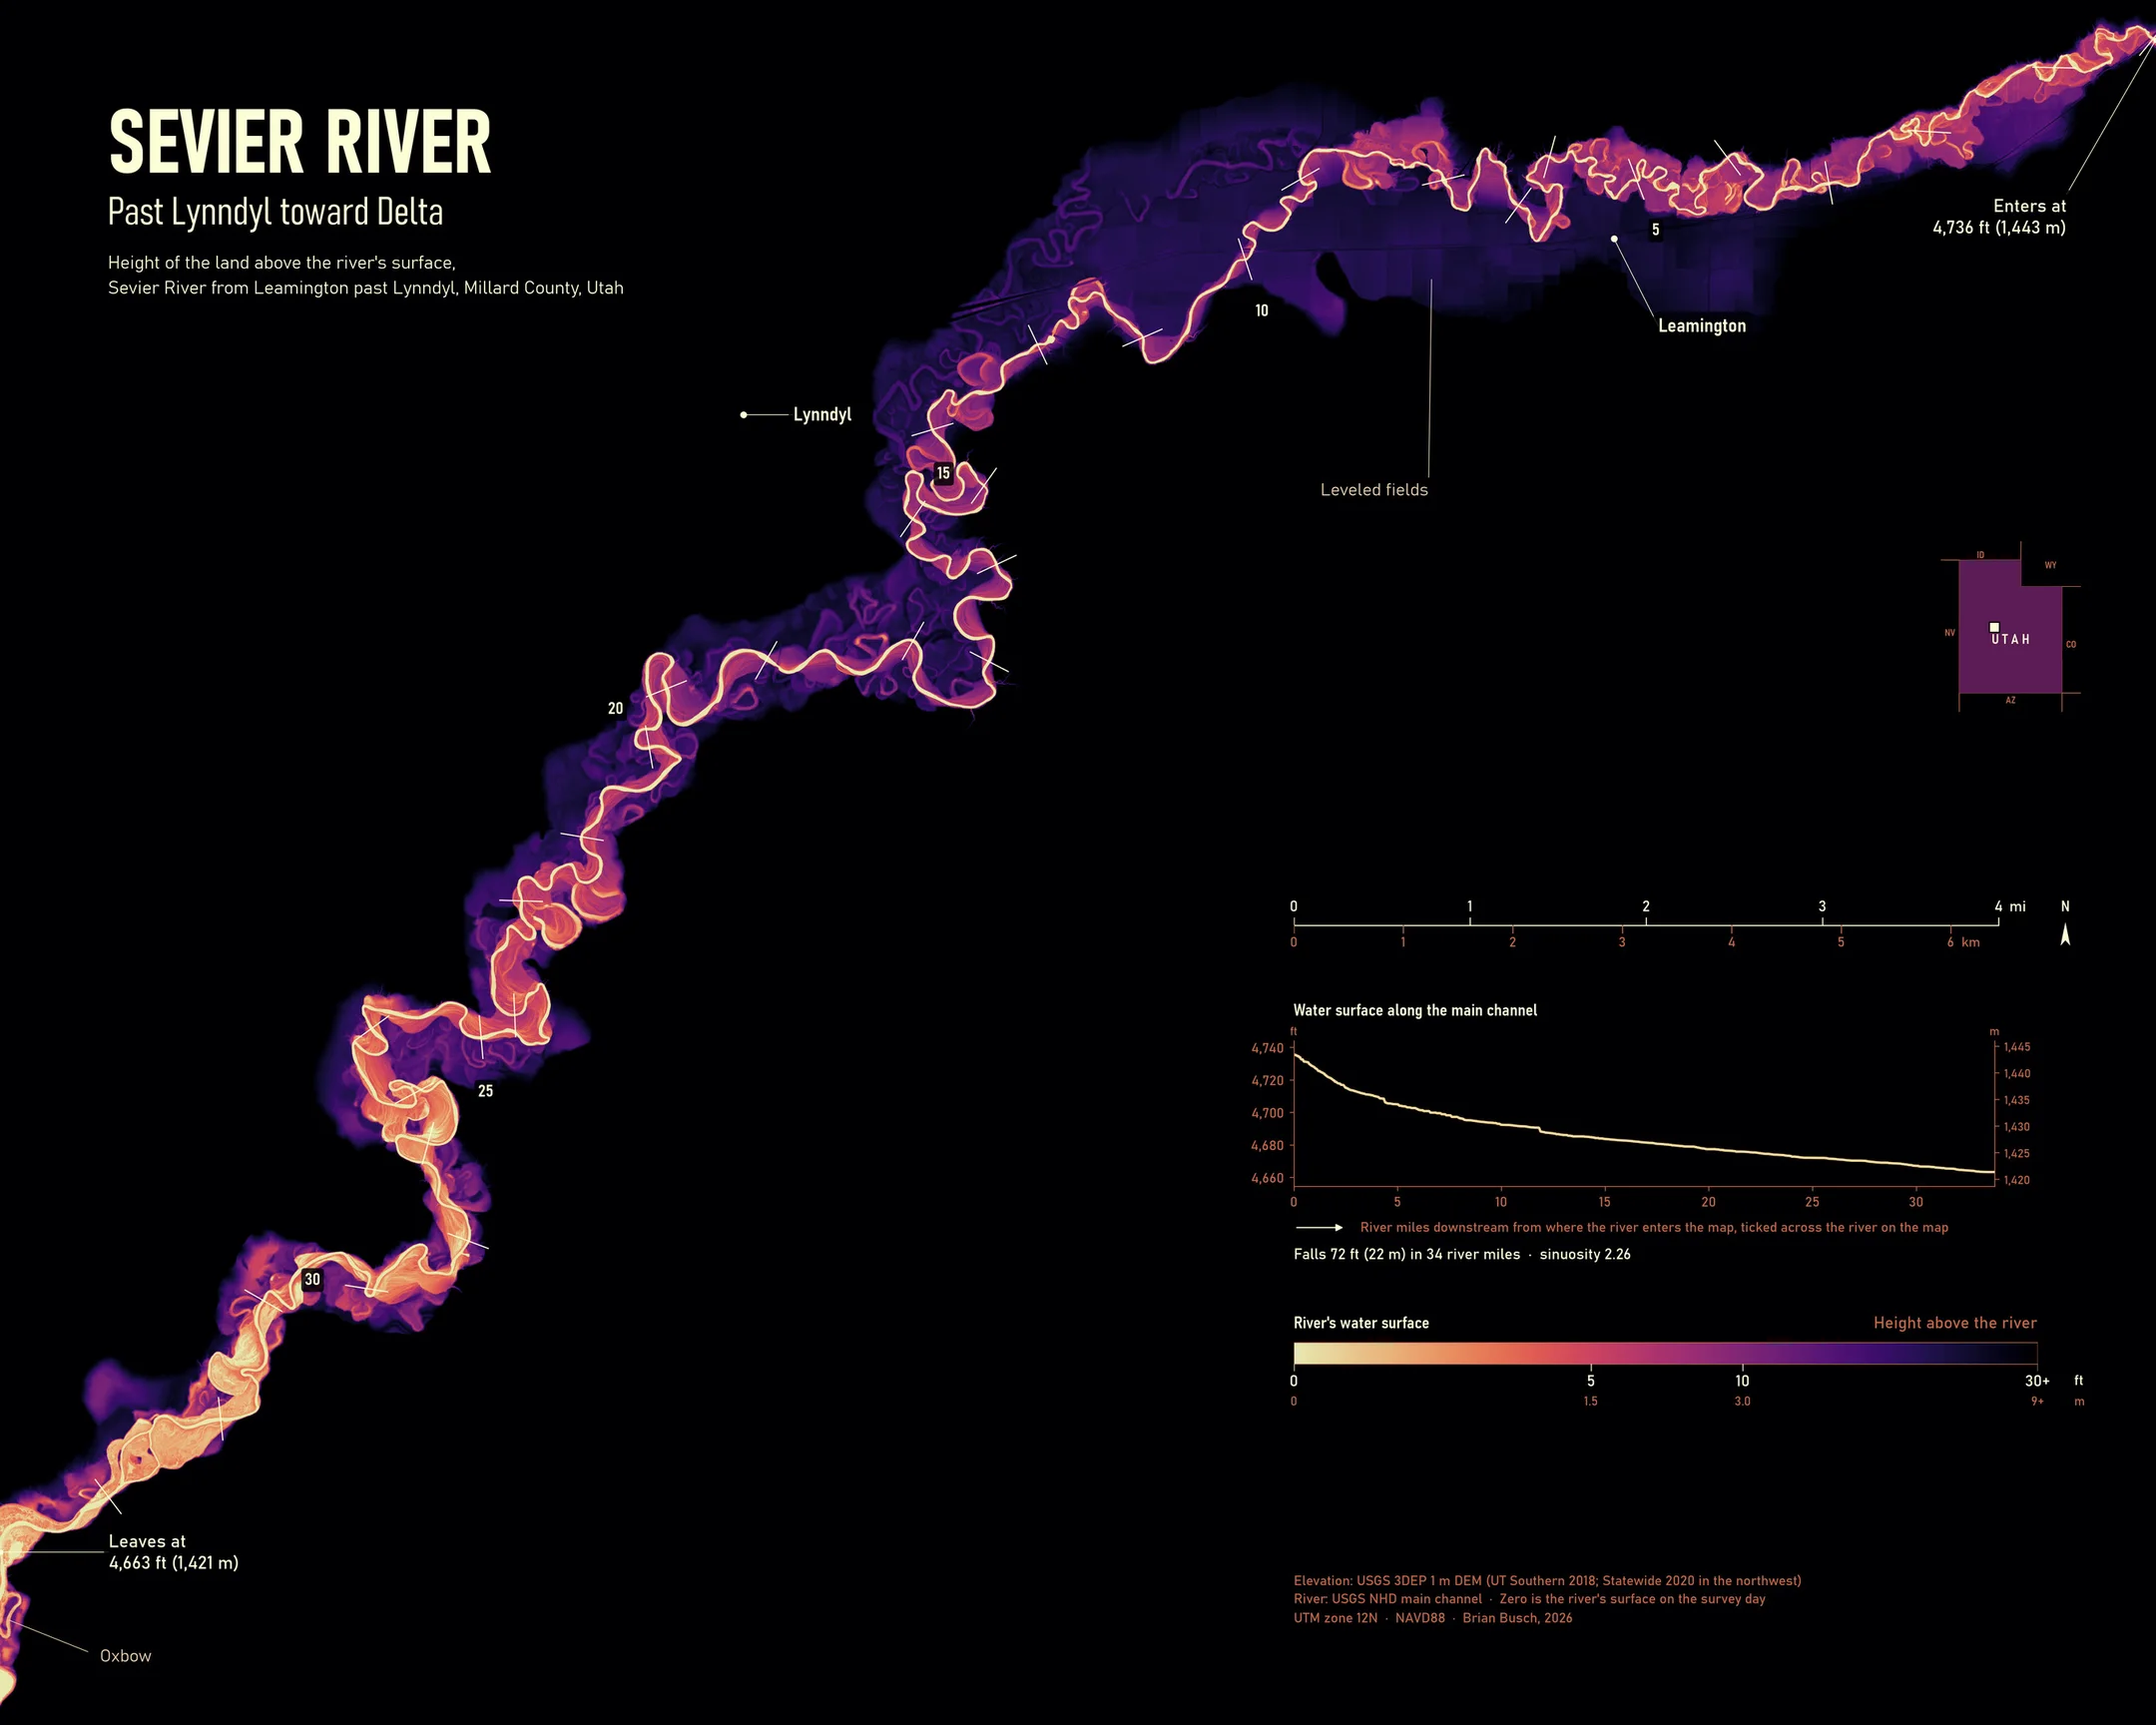 SEVIER RIVER
Past Lynndyl toward Delta
Height of the land above the river's surface,
Sevier River from Leamington past Lynndyl, Millard County, Utah
Enters at
4,736 ft (1,443 m)
5
Leamington
10
Lynndyl
15
Leveled fields
ID
WY
NV
UTAH
CO
AZ
20
0 1 2 3 4 mi N
0 1 2 3 4 5 6 km
25
Water surface along the main channel
ft m
4,740 1,445
4,720 1,440
4,700 1,435
4,680 1,430
4,660 1,425
1,420
0 5 10 15 20 25 30
River miles downstream from where the river enters the map, ticked across the river on the map
Falls 72 ft (22 m) in 34 river miles · sinuosity 2.26
30
River's water surface Height above the river
0 5 10 30+ ft
0 1.5 3.0 9+ m
Leaves at
4,663 ft (1,421 m)
Oxbow
Elevation: USGS 3DEP 1 m DEM (UT Southern 2018; Statewide 2020 in the northwest)
River: USGS NHD main channel · Zero is the river's surface on the survey day
UTM zone 12N · NAVD88 · Brian Busch, 2026